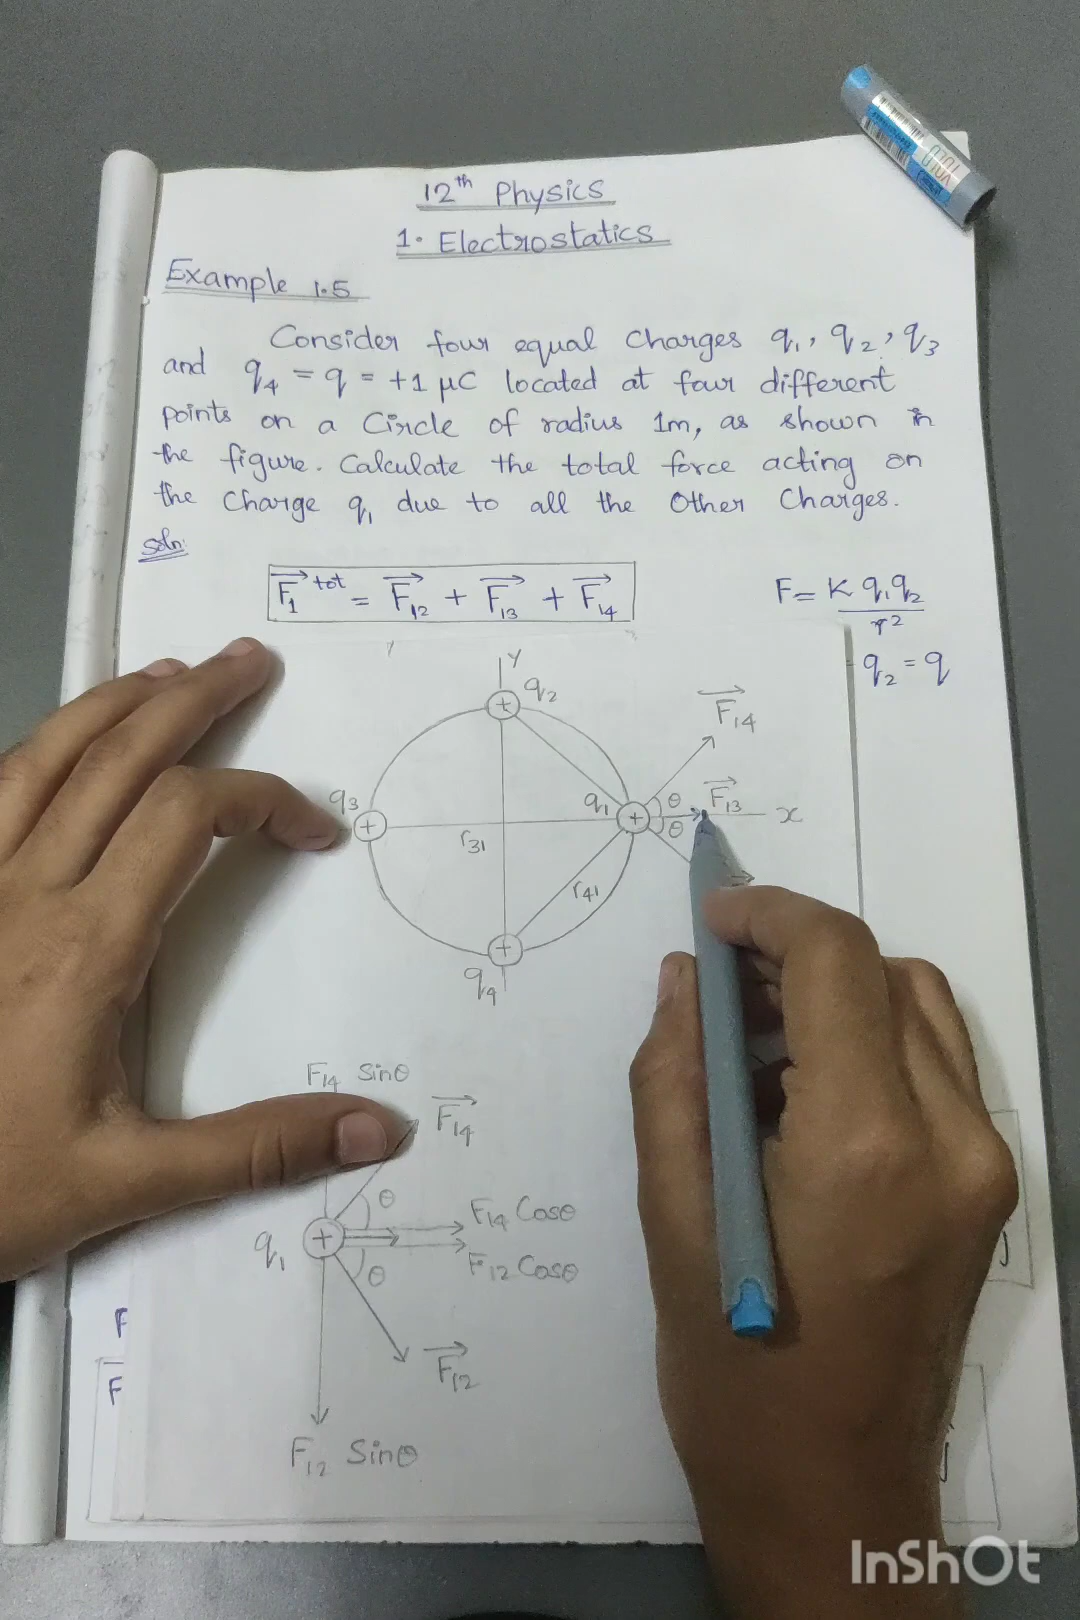 12th Physics
1. Electrostatics
Example 1.5
Consider four equal charges q1, q2, q3
and q4 = q = +1 μC located at four different
points on a Circle of radius 1m, as shown in
the figure. Calculate the total force acting on
the charge q1 due to all the Other Charges.
Soln:
F1 tot = F12 + F13 + F14
F = K q1q2
r2
q2 = q
Y
q2
F14
q3
q1
θ
F13
x
θ
r31
r41
q4
F14 Sinθ
F14
θ
F14 Cosθ
q1
F12 Cosθ
θ
F
F12
F
F12 Sinθ
YOLO
InShOt